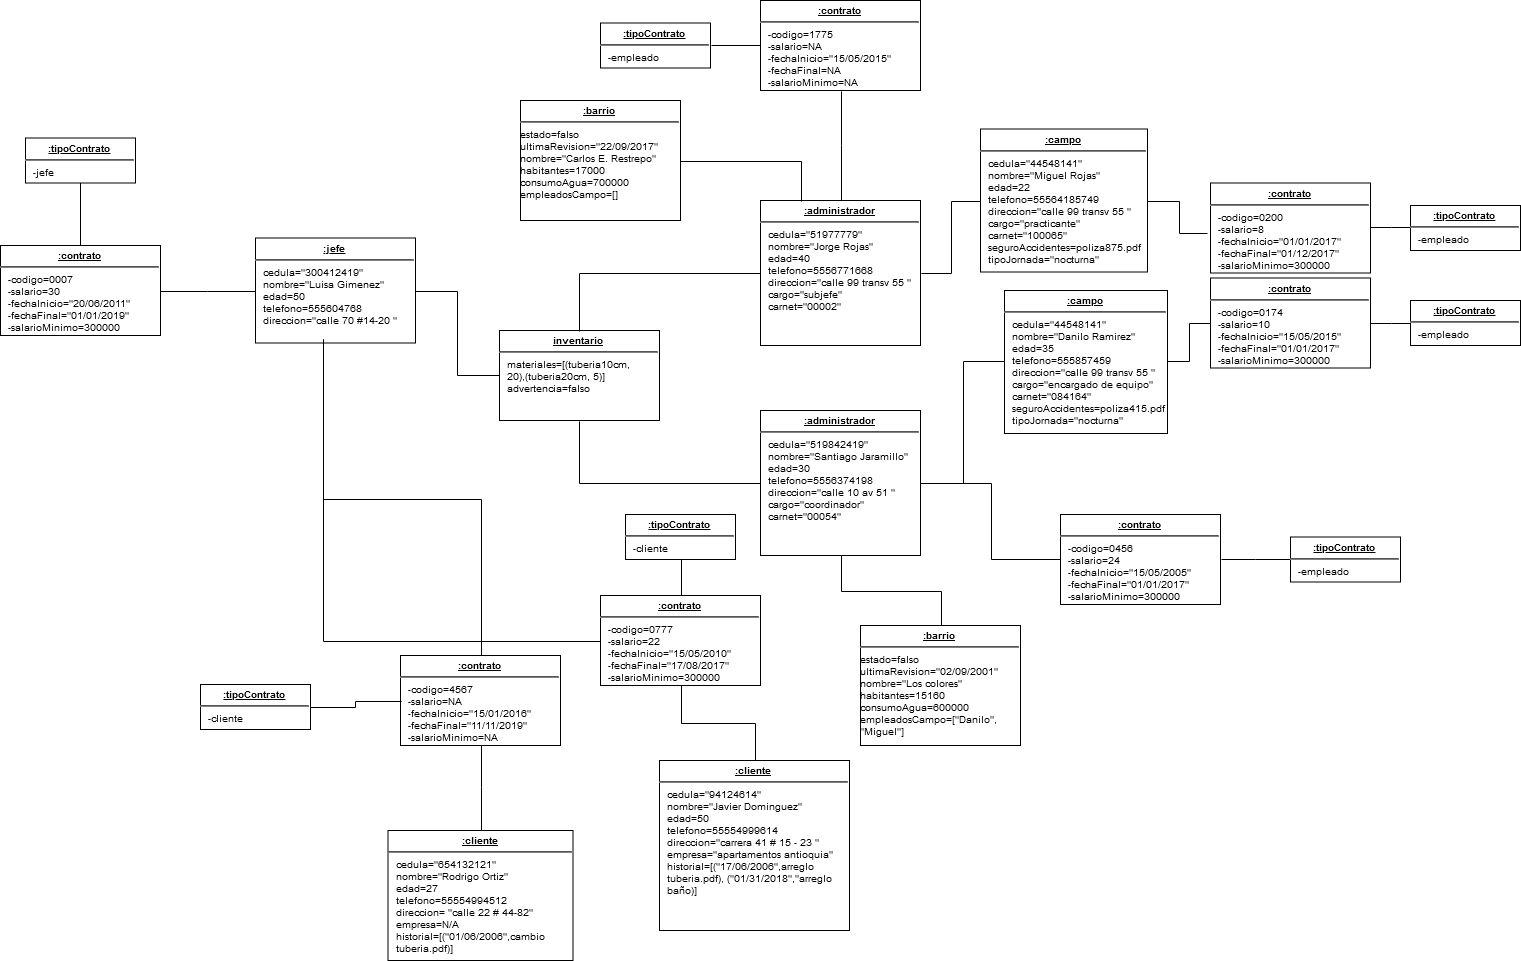 :contrato
-codigo=1775
-salario=NA
-fechaInicio="15/05/2015"
-fechaFinal=NA
-salarioMinimo=NA
:tipoContrato
-empleado
:barrio
estado=falso
ultimaRevision="22/09/2017"
nombre="Carlos E. Restrepo"
habitantes=17000
consumoAgua=700000
empleadosCampo=[]
:campo
cedula="44548141"
nombre="Miguel Rojas"
edad=22
telefono=55564185749
direccion="calle 99 transv 55 "
cargo="practicante"
carnet="100065"
seguroAccidentes=poliza875.pdf
tipoJornada="nocturna"
:tipoContrato
-jefe
:contrato
-codigo=0200
-salario=8
-fechaInicio="01/01/2017"
-fechaFinal="01/12/2017"
-salarioMinimo=300000
:tipoContrato
-empleado
:administrador
cedula="51977779"
nombre="Jorge Rojas"
edad=40
telefono=5556771668
direccion="calle 99 transv 55 "
cargo="subjefe"
carnet="00002"
:contrato
-codigo=0007
-salario=30
-fechaInicio="20/06/2011"
-fechaFinal="01/01/2019"
-salarioMinimo=300000
:jefe
cedula="300412419"
nombre="Luisa Gimenez"
edad=50
telefono=555604768
direccion="calle 70 #14-20 "
:contrato
-codigo=0174
-salario=10
-fechaInicio="15/05/2015"
-fechaFinal="01/01/2017"
-salarioMinimo=300000
:tipoContrato
-empleado
:campo
cedula="44548141"
nombre="Danilo Ramirez"
edad=35
telefono=555857459
direccion="calle 99 transv 55 "
cargo="encargado de equipo"
carnet="084164"
seguroAccidentes=poliza415.pdf
tipoJornada="nocturna"
inventario
materiales=[(tuberia10cm,
20),(tuberia20cm, 5)]
advertencia=falso
:administrador
cedula="519842419"
nombre="Santiago Jaramillo"
edad=30
telefono=5556374198
direccion="calle 10 av 51 "
cargo="coordinador"
carnet="00054"
:tipoContrato
-cliente
:contrato
-codigo=0456
-salario=24
-fechaInicio="15/05/2005"
-fechaFinal="01/01/2017"
-salarioMinimo=300000
:tipoContrato
-empleado
:contrato
-codigo=0777
-salario=22
-fechaInicio="15/05/2010"
-fechaFinal="17/08/2017"
-salarioMinimo=300000
:barrio
estado=falso
ultimaRevision="02/09/2001"
nombre="Los colores"
habitantes=15160
consumoAgua=600000
empleadosCampo=["Danilo",
"Miguel"]
:contrato
-codigo=4567
-salario=NA
-fechaInicio="15/01/2016"
-fechaFinal="11/11/2019"
-salarioMinimo=NA
:tipoContrato
-cliente
:cliente
cedula="94124614"
nombre="Javier Dominguez"
edad=50
telefono=55554999614
direccion="carrera 41 # 15 - 23 "
empresa="apartamentos antioquia"
historial=[("17/06/2006",arreglo
tuberia.pdf), ("01/31/2018","arreglo
baño)]
:cliente
cedula="654132121"
nombre="Rodrigo Ortiz"
edad=27
telefono=55554994512
direccion= "calle 22 # 44-82"
empresa=N/A
historial=[("01/06/2006",cambio
tuberia.pdf)]